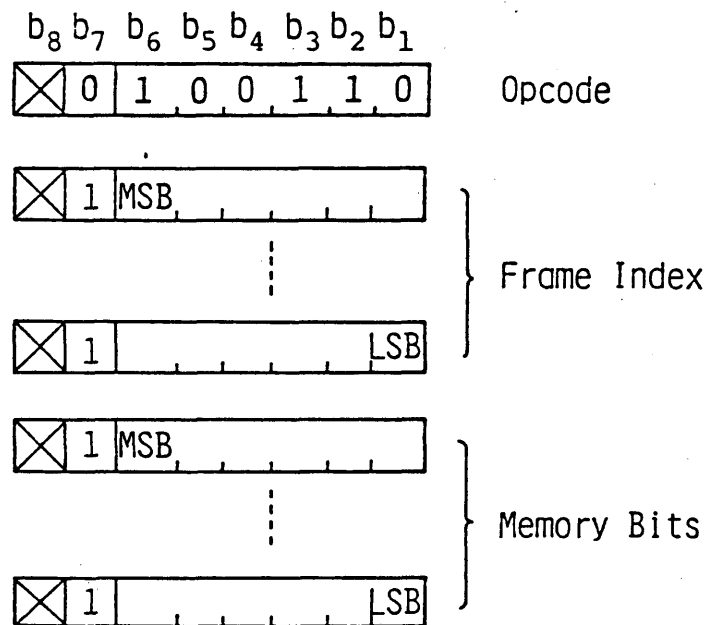 b8 b7 b6 b5 b4 b3 b2 b1
0 1 0 0 1 1 0 Opcode
1 MSB
Frame Index
1 LSB
1 MSB
Memory Bits
1 LSB